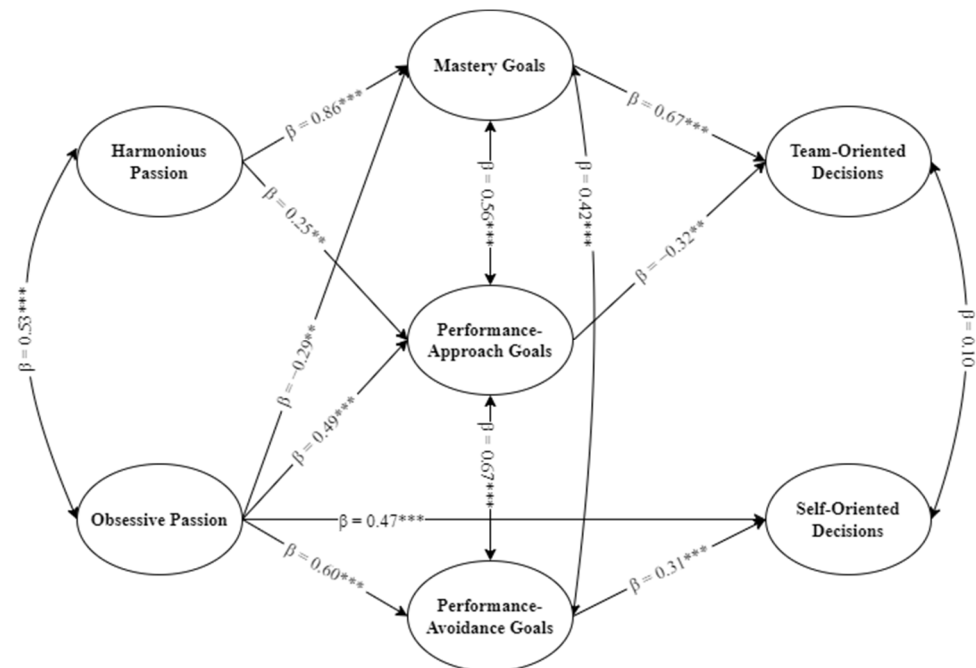 Mastery Goals
β = 0.86***
β = 0.67***
Harmonious
Passion
Team-Oriented
Decisions
β = 0.25**
β = 0.56***
β = 0.42***
β = −0.32**
β = 0.53***
β = −0.29**
Performance-
Approach Goals
β = 0.10
β = 0.49***
β = 0.67***
Obsessive Passion
β = 0.47***
Self-Oriented
Decisions
β = 0.60***
β = 0.31***
Performance-
Avoidance Goals